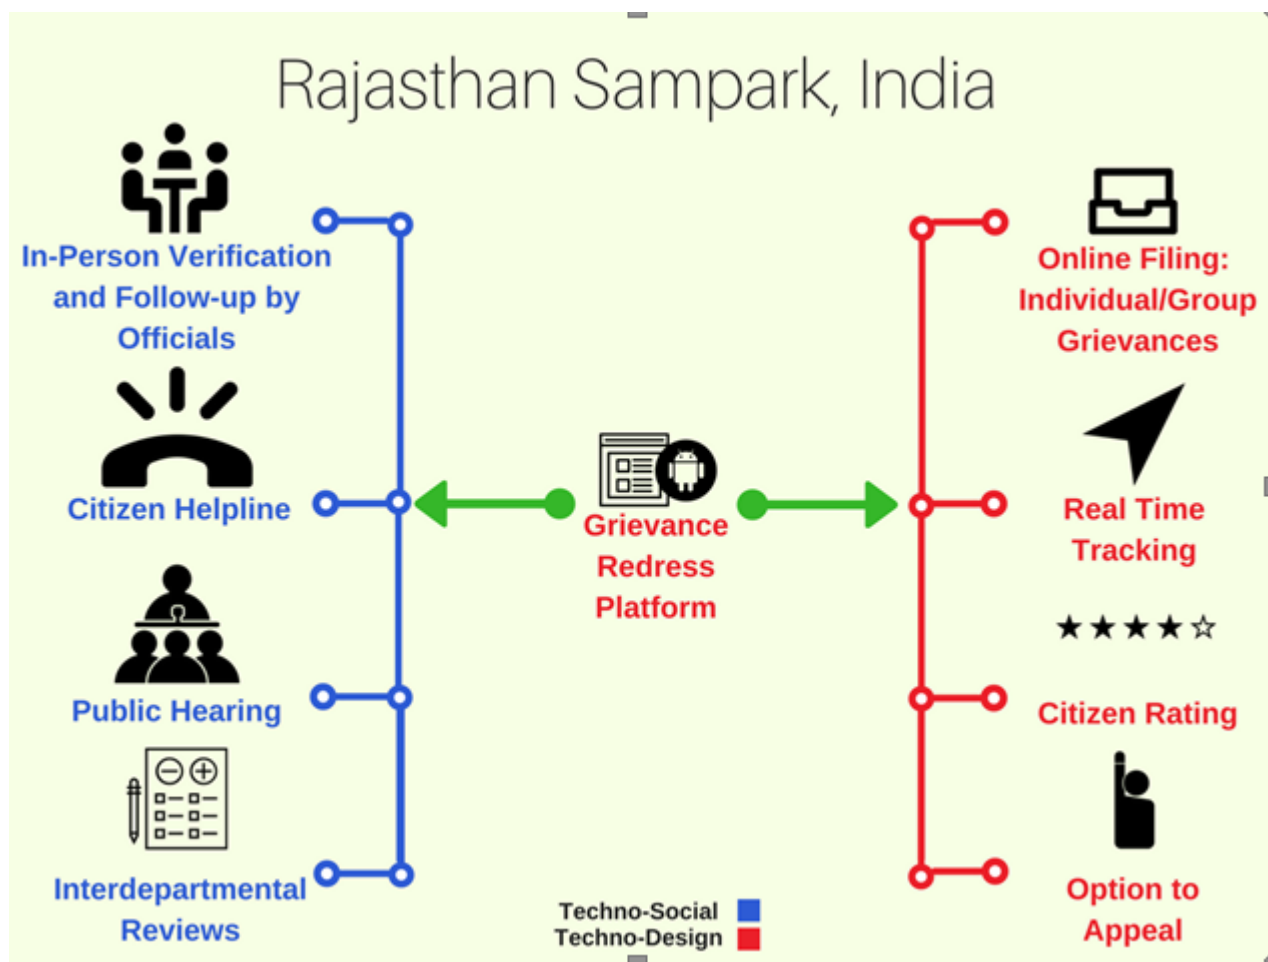 Rajasthan Sampark, India
In-Person Verification
and Follow-up by
Officials
Citizen Helpline
Public Hearing
Interdepartmental
Reviews
Grievance
Redress
Platform
Online Filing:
Individual/Group
Grievances
Real Time
Tracking
Citizen Rating
Option to
Appeal
Techno-Social
Techno-Design